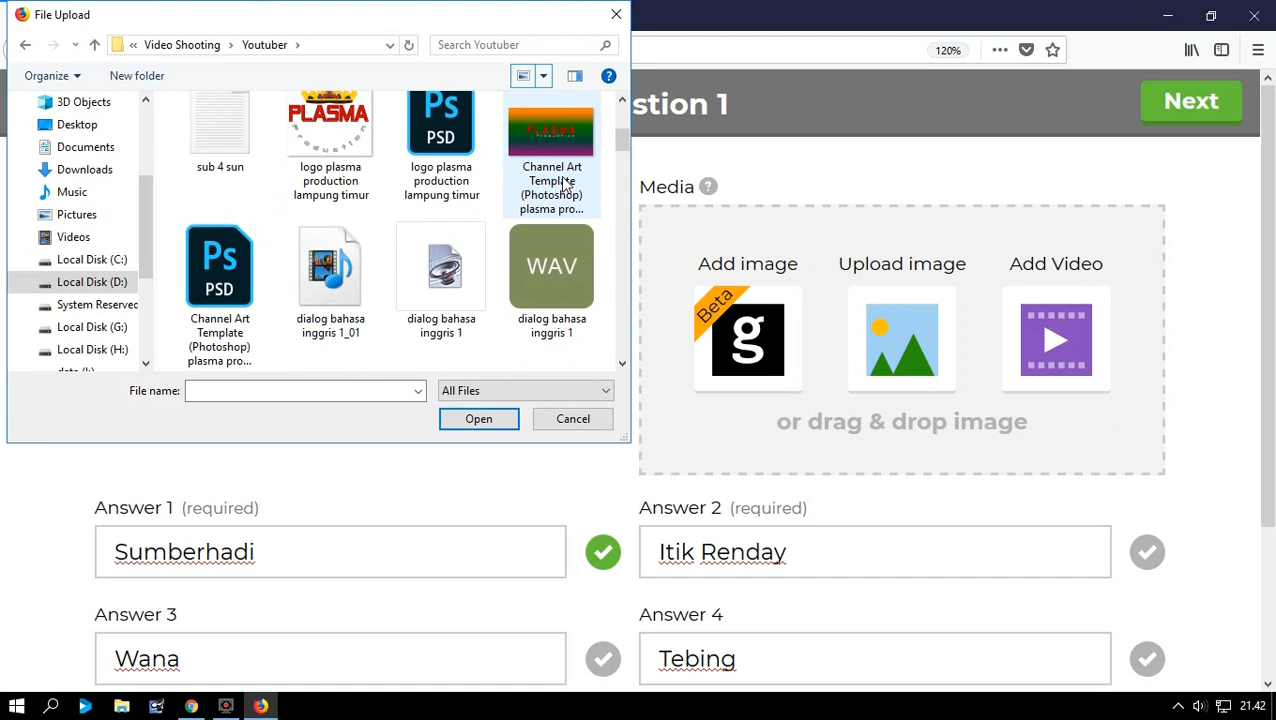 File Upload
« Video Shooting › Youtuber ›
Search Youtuber
Organize
New folder
3D Objects
Desktop
Documents
Downloads
Music
Pictures
Videos
Local Disk (C:)
Local Disk (D:)
System Reserved
Local Disk (G:)
Local Disk (H:)
PLASMA
Ps
PSD
PLASMA
sub 4 sun
logo plasma
production
lampung timur
logo plasma
production
lampung timur
Channel Art
Template
(Photoshop)
plasma pro...
Ps
PSD
WAV
Channel Art
Template
(Photoshop)
plasma pro...
dialog bahasa
inggris 1_01
dialog bahasa
inggris 1
dialog bahasa
inggris 1
File name:
All Files
Open
Cancel
120%
stion 1
Next
Media ?
Add image
Upload image
Add Video
Beta
g
or drag & drop image
Answer 1 (required)
Sumberhadi
Answer 2 (required)
Itik Renday
Answer 3
Wana
Answer 4
Tebing
21.42